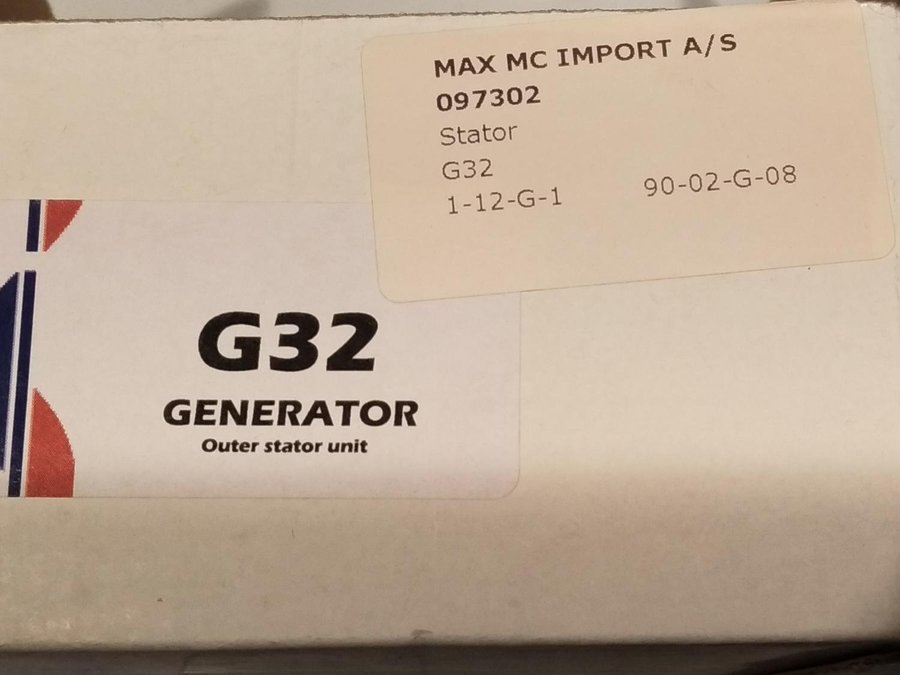 MAX MC IMPORT A/S
097302
Stator
G32
1-12-G-1 90-02-G-08
G32
GENERATOR
Outer stator unit